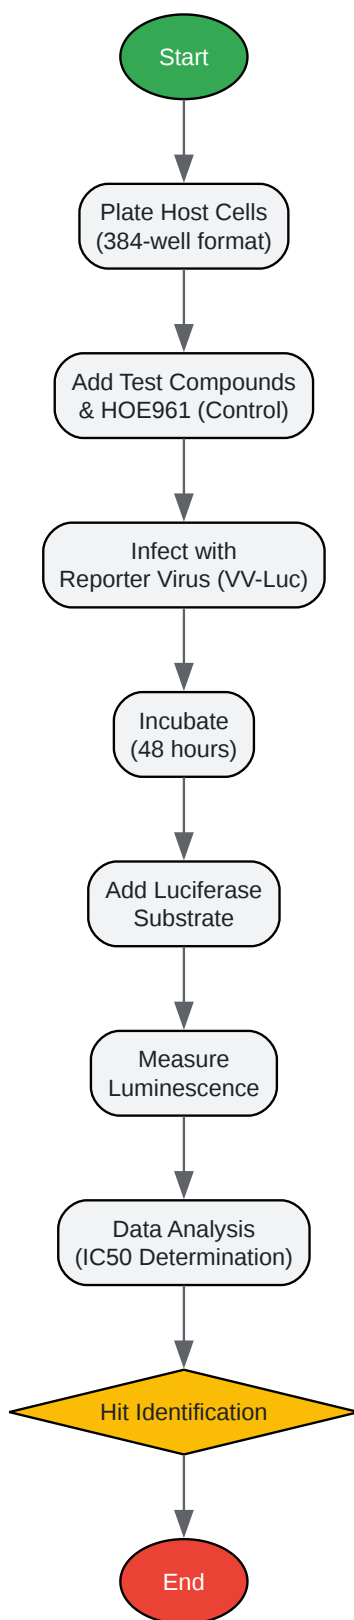 Start
Plate Host Cells
(384-well format)
Add Test Compounds
& HOE961 (Control)
Infect with
Reporter Virus (VV-Luc)
Incubate
(48 hours)
Add Luciferase
Substrate
Measure
Luminescence
Data Analysis
(IC50 Determination)
Hit Identification
End